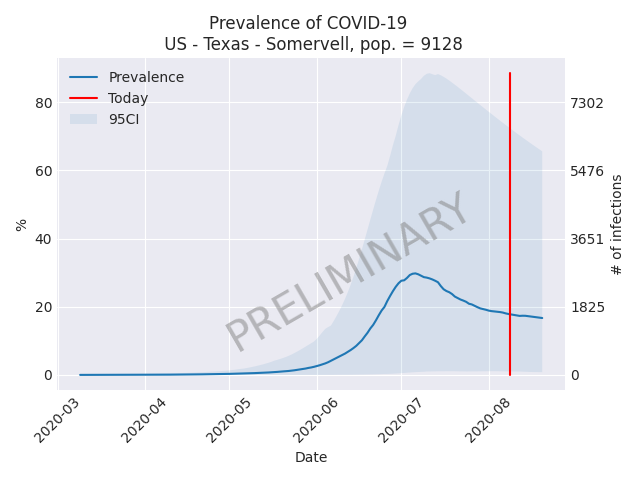 Prevalence of COVID-19
US - Texas - Somervell, pop. = 9128
Prevalence
Today
95CI
80
60
40
20
0
%
7302
5476
3651
1825
0
# of infections
PRELIMINARY
2020-03
2020-04
2020-05
2020-06
2020-07
2020-08
Date